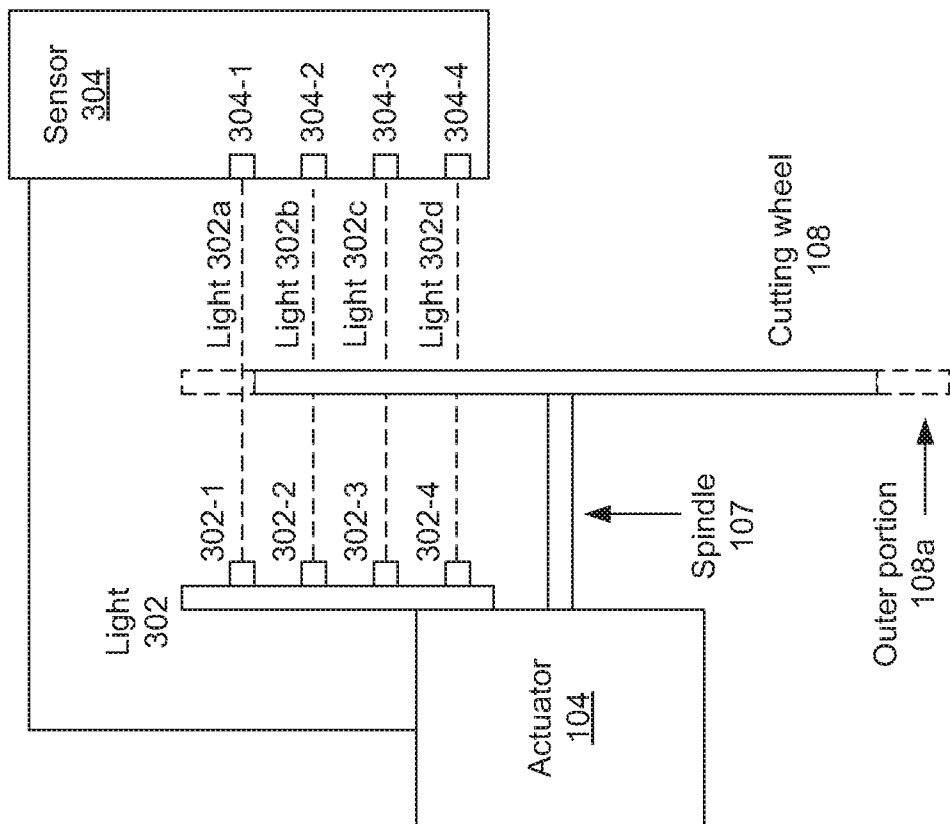 Sensor
304
304-1
304-2
304-3
304-4
Light 302a
Light 302b
Light 302c
Light 302d
Cutting wheel
108
Light
302
302-1
302-2
302-3
302-4
Spindle
107
Outer portion
108a
Actuator
104